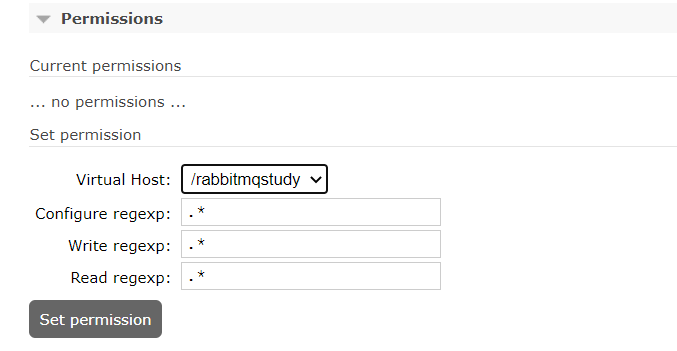 Permissions
Current permissions
... no permissions ...
Set permission
Virtual Host: /rabbitmqstudy
Configure regexp: .*
Write regexp: .*
Read regexp: .*
Set permission